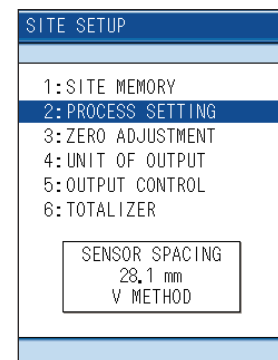 SITE SETUP
1:SITE MEMORY
2:PROCESS SETTING
3:ZERO ADJUSTMENT
4:UNIT OF OUTPUT
5:OUTPUT CONTROL
6:TOTALIZER
SENSOR SPACING
28.1 mm
V METHOD